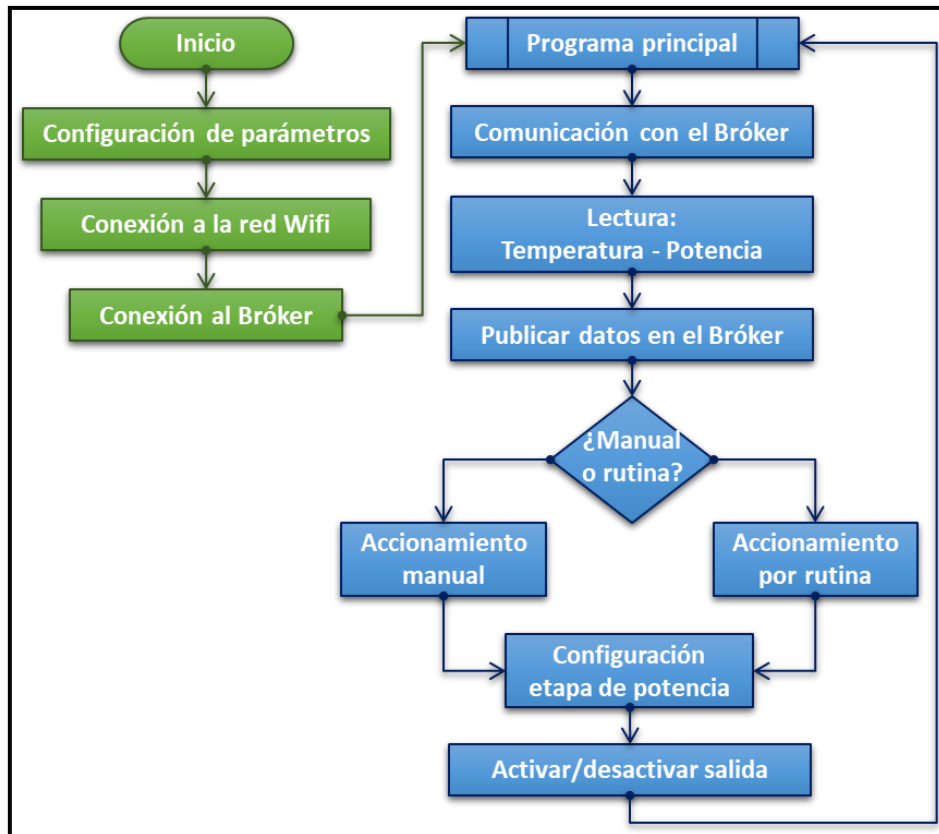 Inicio
Configuración de parámetros
Conexión a la red Wifi
Conexión al Bróker
Programa principal
Comunicación con el Bróker
Lectura:
Temperatura - Potencia
Publicar datos en el Bróker
¿Manual
o rutina?
Accionamiento
manual
Accionamiento
por rutina
Configuración
etapa de potencia
Activar/desactivar salida